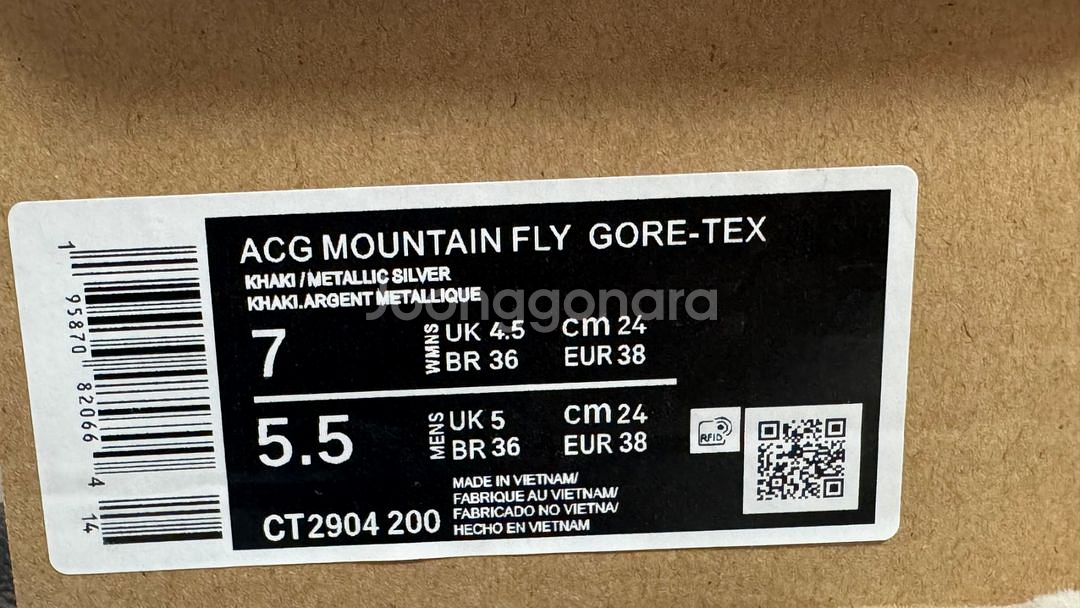 ACG MOUNTAIN FLY GORE-TEX
KHAKI/METALLIC SILVER
KHAKI.ARGENT METALLIQUE
Joonggonara
7 WMNS UK 4.5 cm 24
BR 36 EUR 38
5.5 MENS UK 5 cm 24
BR 36 EUR 38
RFID
MADE IN VIETNAM/
FABRIQUE AU VIETNAM/
FABRICADO NO VIETNA/
HECHO EN VIETNAM
CT2904 200
1 95870 82066 4 14